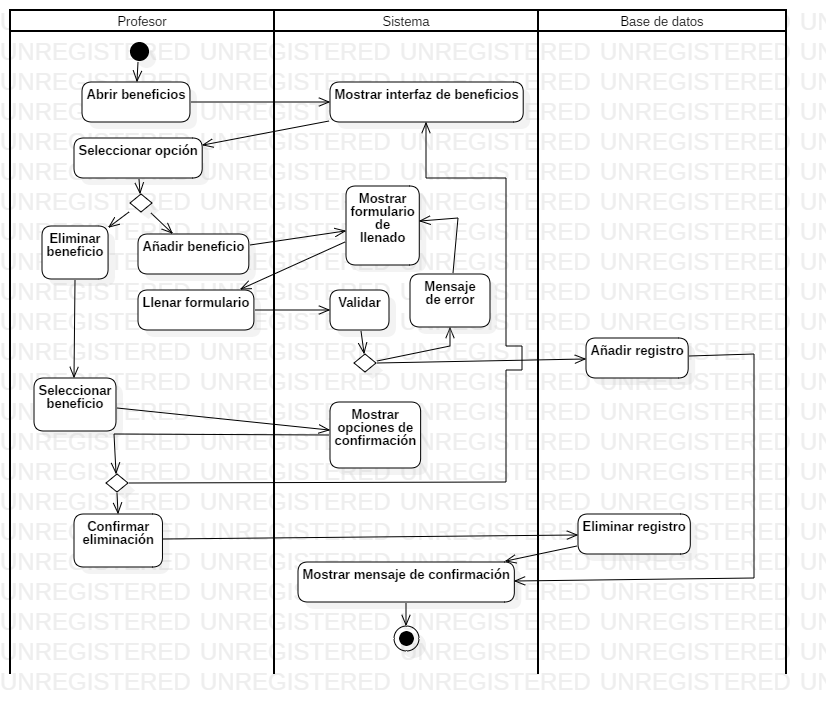 Profesor
Sistema
Base de datos
Abrir beneficios
Mostrar interfaz de beneficios
Seleccionar opción
Mostrar
formulario
de
llenado
Eliminar
beneficio
Añadir beneficio
Llenar formulario
Validar
Mensaje
de error
Añadir registro
Seleccionar
beneficio
Mostrar
opciones de
confirmación
Confirmar
eliminación
Eliminar registro
Mostrar mensaje de confirmación
UNREGISTERED UNREGISTERED UNREGISTERED UNREGISTERED UN